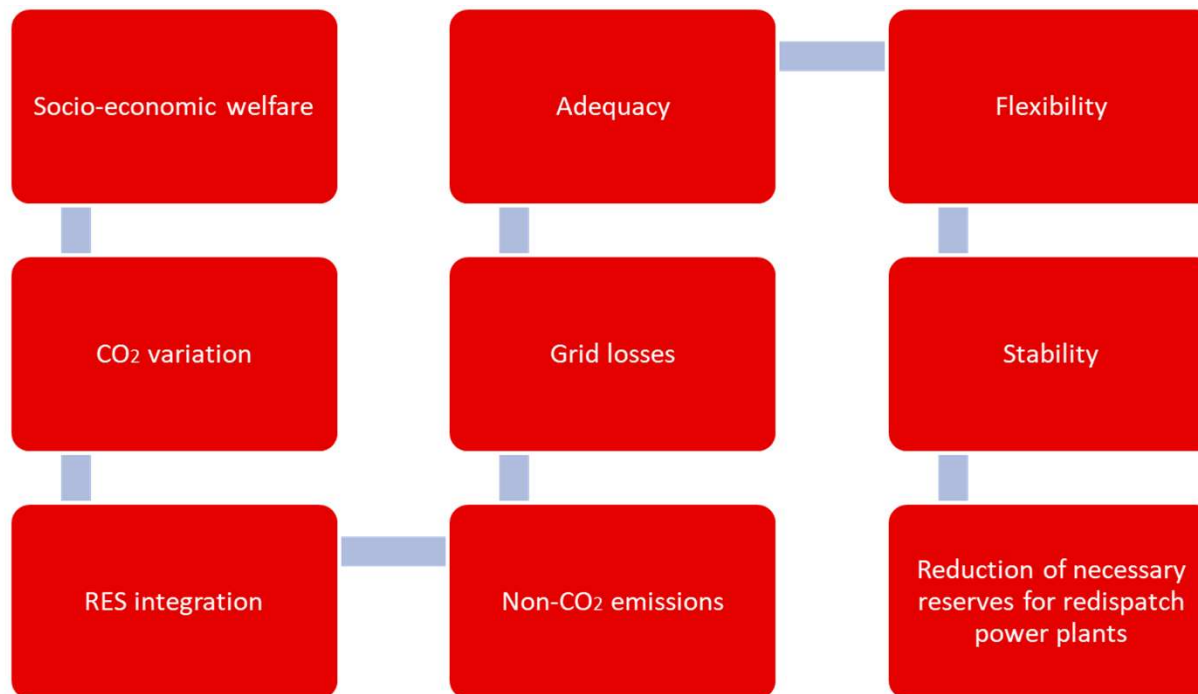 Socio-economic welfare
CO2 variation
RES integration
Non-CO2 emissions
Grid losses
Adequacy
Flexibility
Stability
Reduction of necessary
reserves for redispatch
power plants